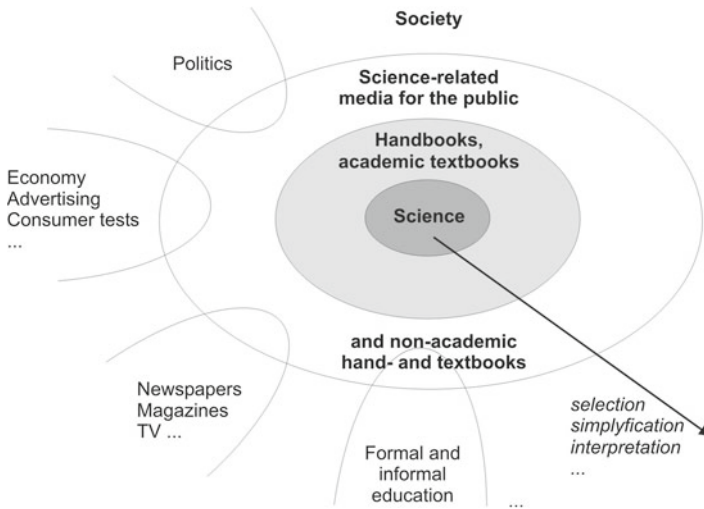 Society
Politics
Science-related
media for the public
Handbooks,
academic textbooks
Economy
Advertising
Consumer tests
...
Science
and non-academic
hand- and textbooks
Newspapers
Magazines
TV ...
selection
simplyfication
interpretation
...
Formal and
informal
education
...